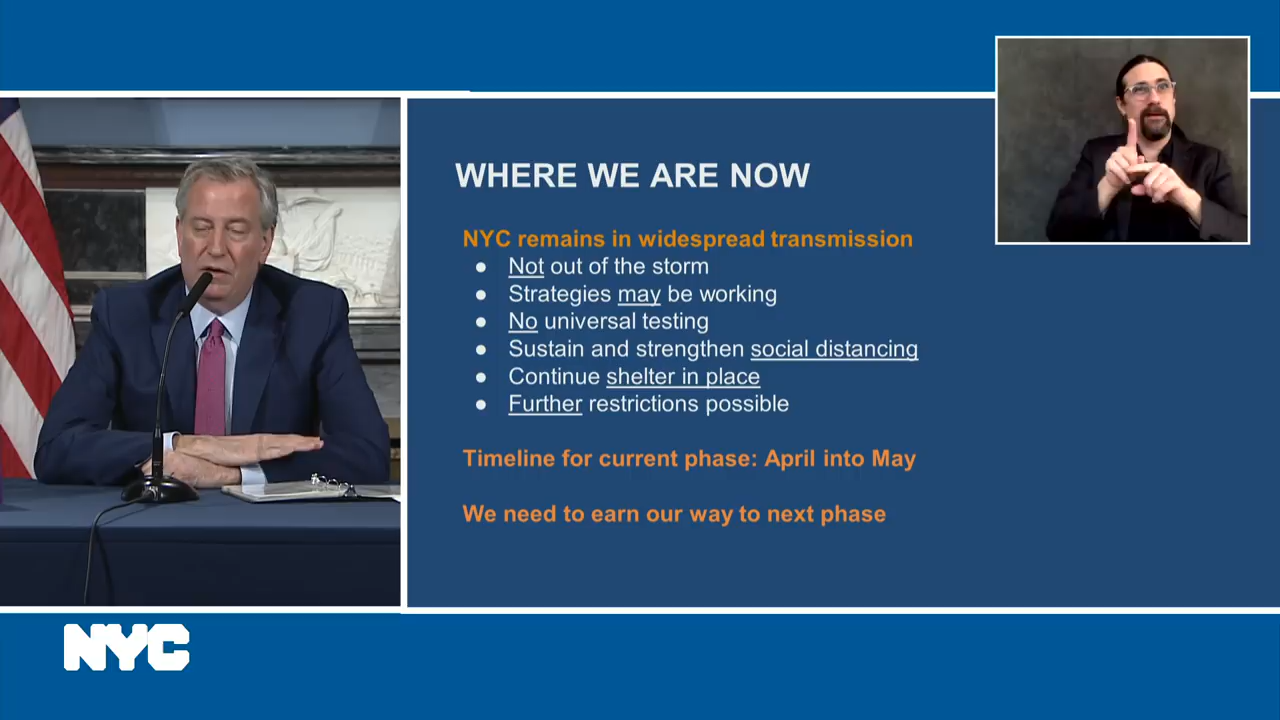 WHERE WE ARE NOW
NYC remains in widespread transmission
● Not out of the storm
● Strategies may be working
● No universal testing
● Sustain and strengthen social distancing
● Continue shelter in place
● Further restrictions possible
Timeline for current phase: April into May
We need to earn our way to next phase
NYC